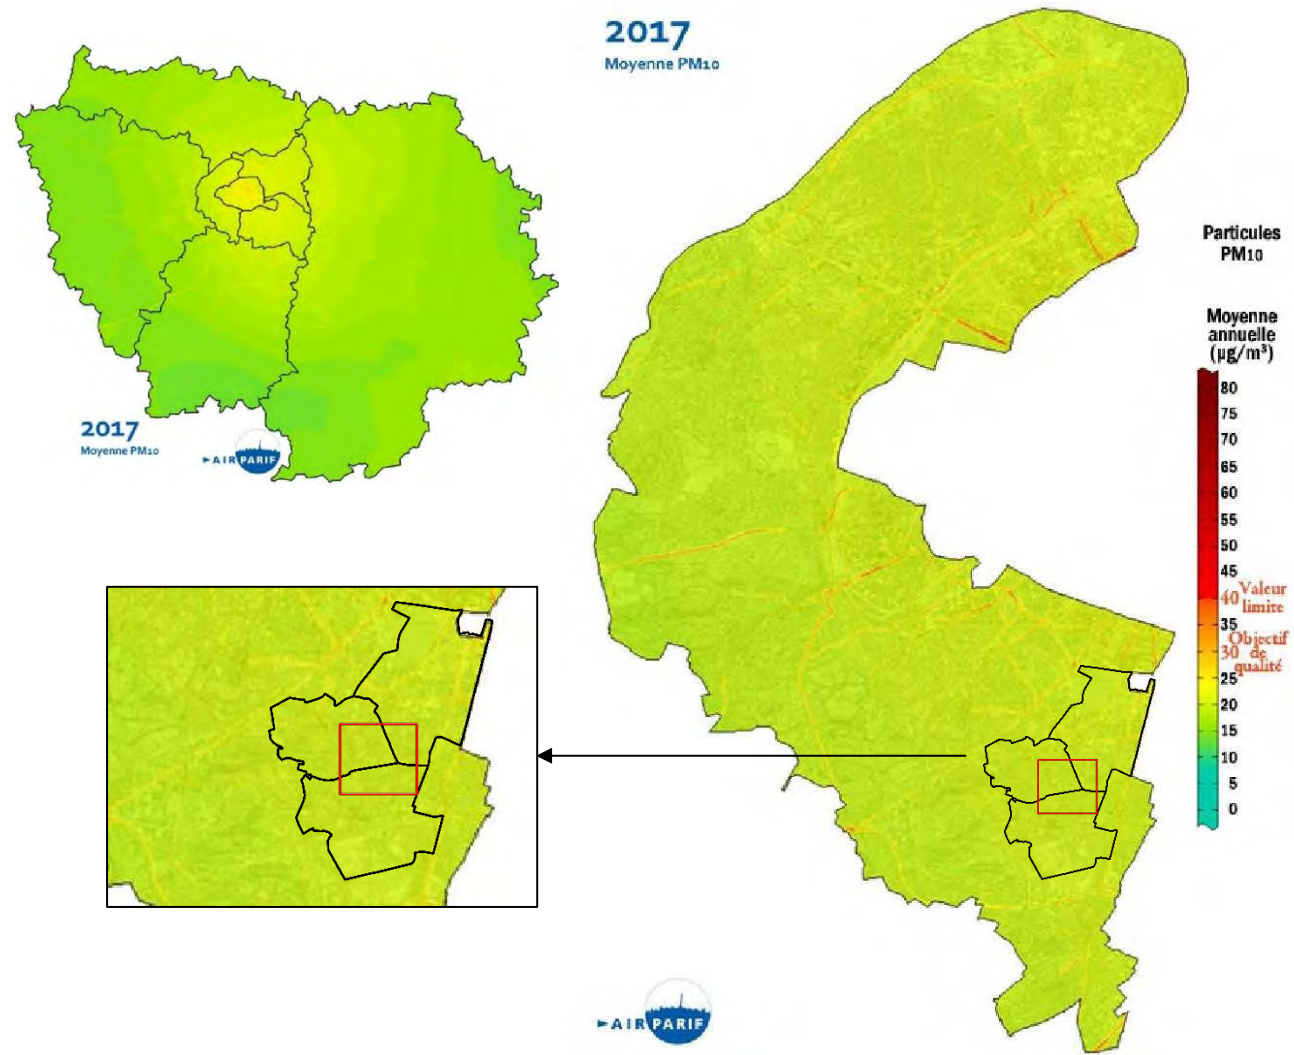 2017
Moyenne PM10
2017
Moyenne PM10
AIRPARIF
Particules
PM10
Moyenne
annuelle
(µg/m³)
80
75
70
65
60
55
50
45
40 Valeur
limite
35
Objectif
30 de
qualité
25
20
15
10
5
0
AIRPARIF